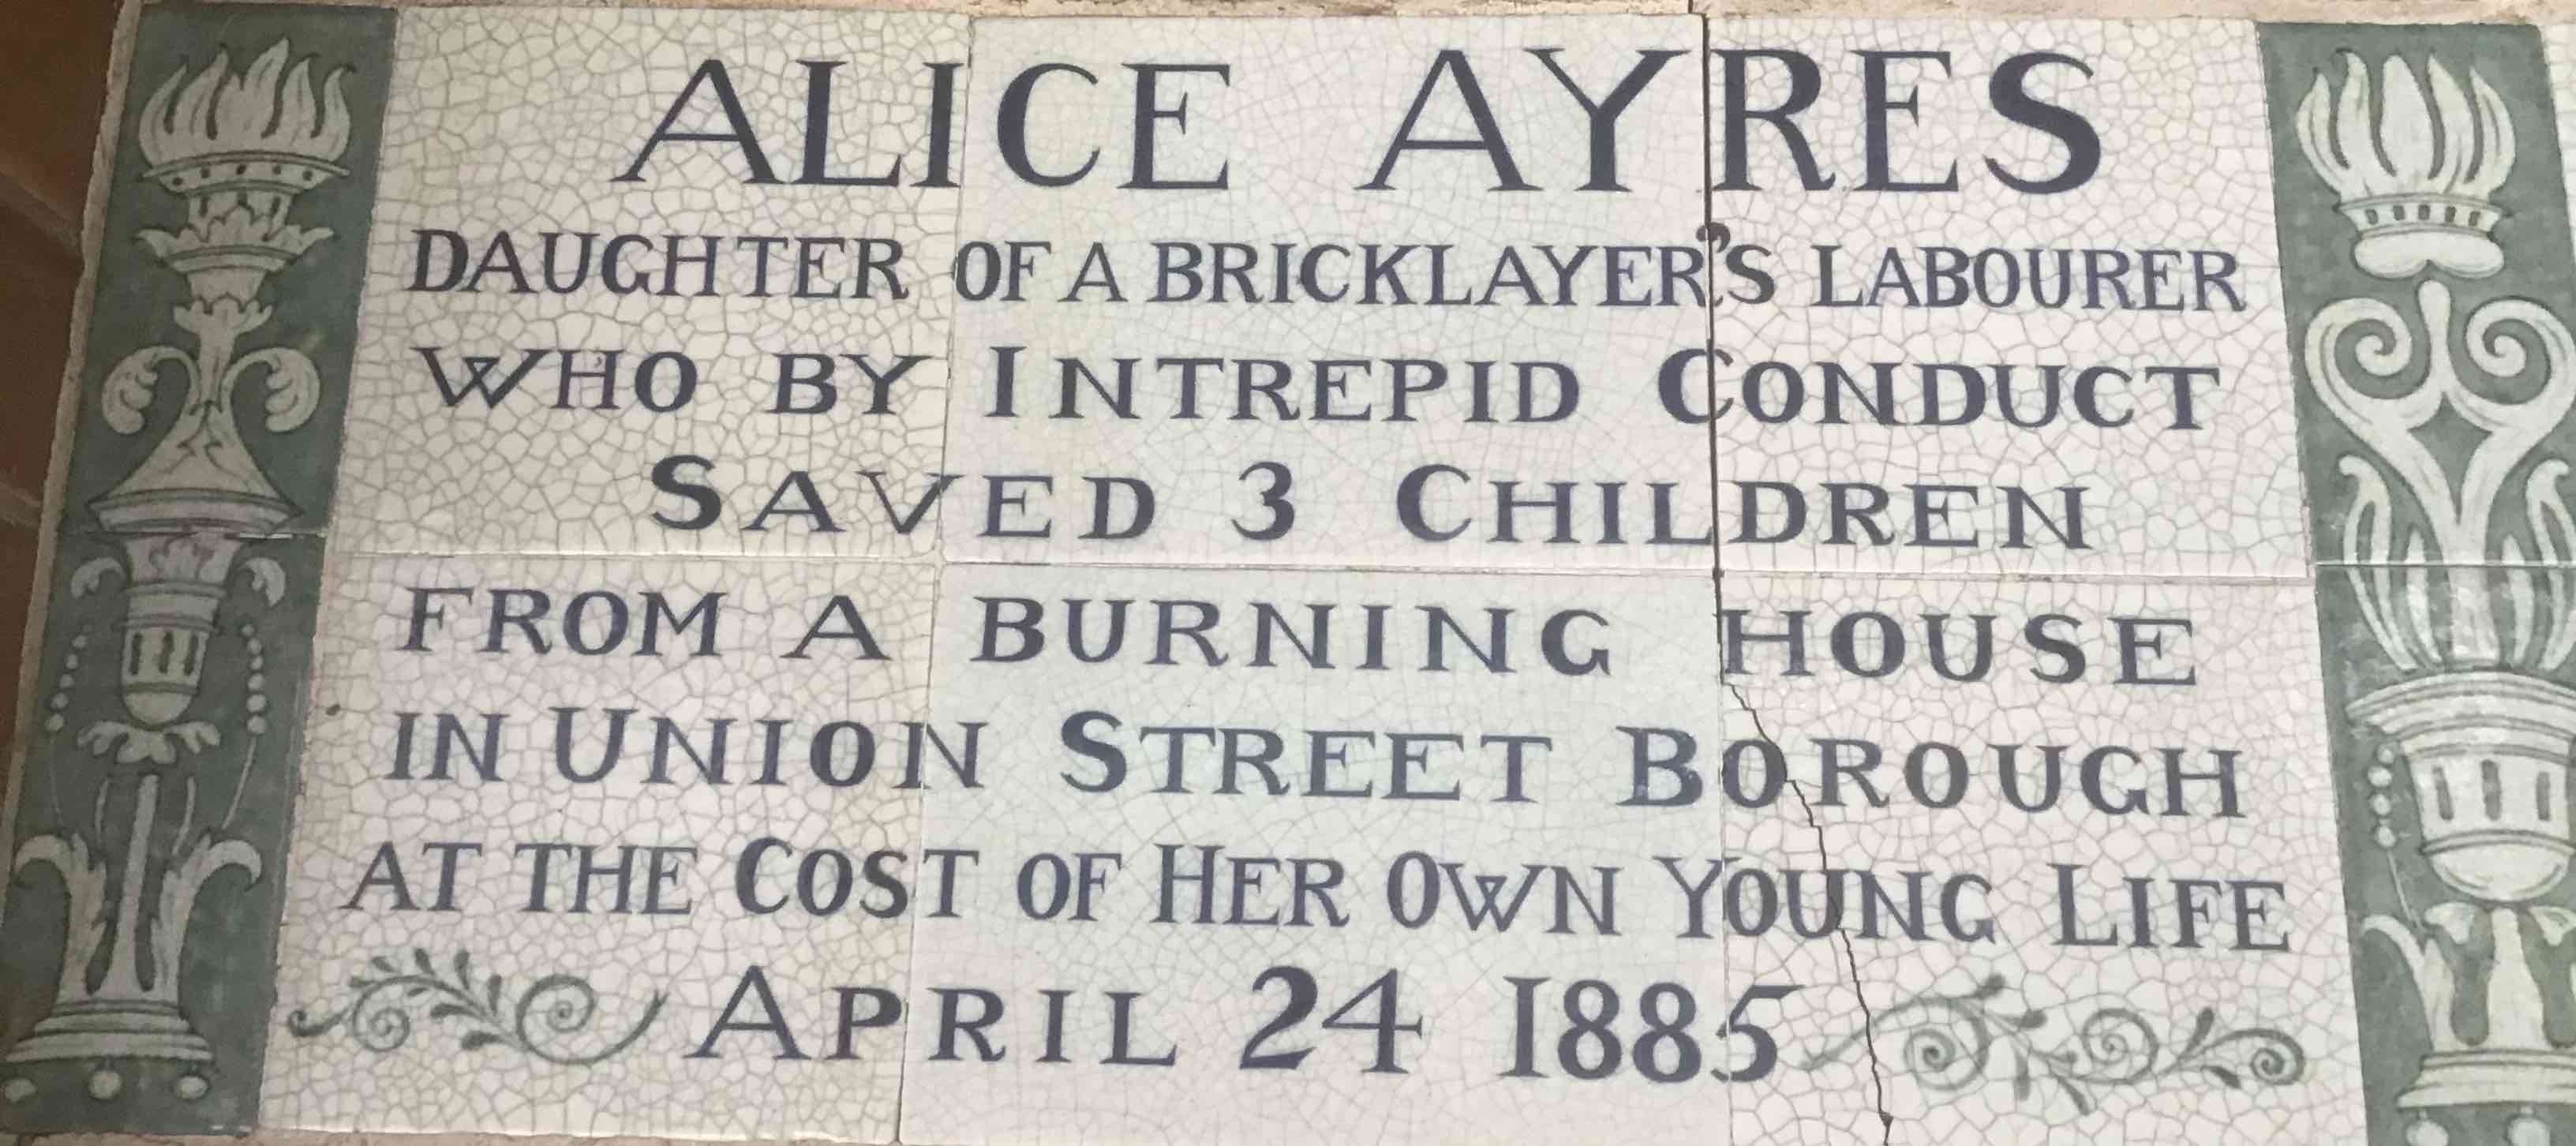 ALICE AYRES
DAUGHTER OF A BRICKLAYER'S LABOURER
WHO BY INTREPID CONDUCT
SAVED 3 CHILDREN
FROM A BURNING HOUSE
IN UNION STREET BOROUGH
AT THE COST OF HER OWN YOUNG LIFE
APRIL 24 1885